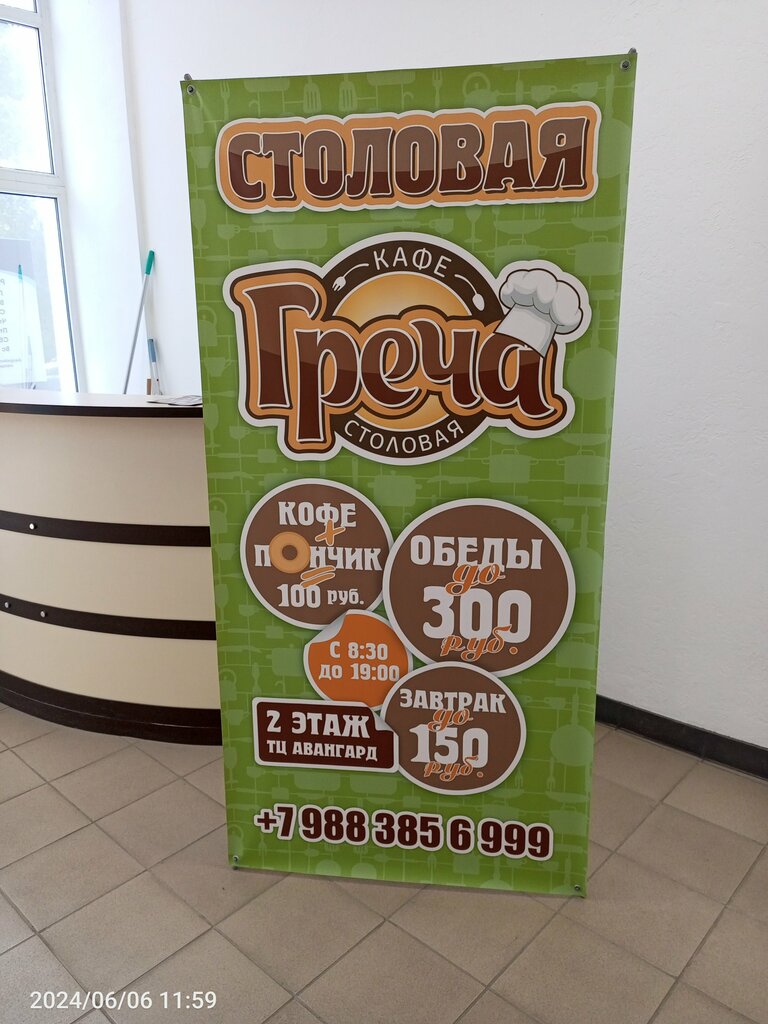 СТОЛОВАЯ
КАФЕ
Греча
СТОЛОВАЯ
КОФЕ
+
ПОНЧИК
=
100 руб.
ОБЕДЫ
до
300
руб.
С 8:30
до 19:00
ЗАВТРАК
до
150
руб.
2 ЭТАЖ
ТЦ АВАНГАРД
+7 988 385 6 999
2024/06/06 11:59